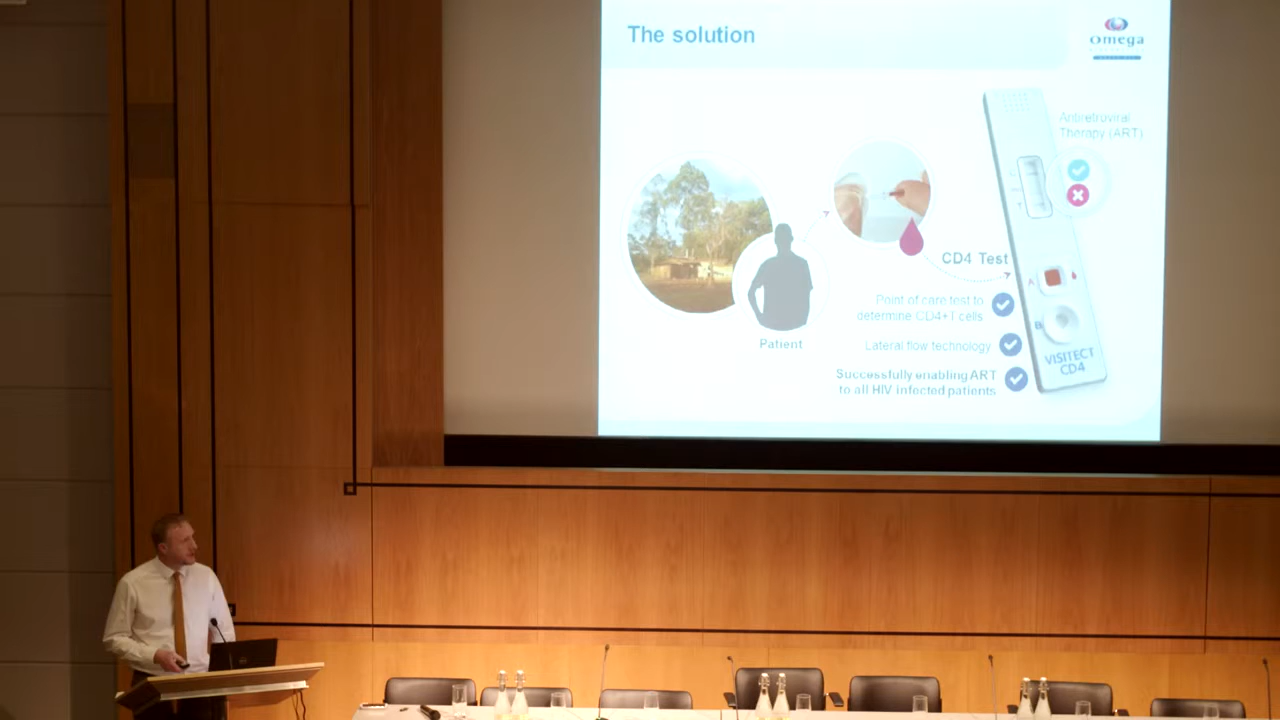 The solution
Omega
Antiretroviral
Therapy (ART)
CD4 Test
A
Point of care test to
determine CD4+T cells
B
Lateral flow technology
Patient
VISITECT
CD4
Successfully enabling ART
to all HIV infected patients